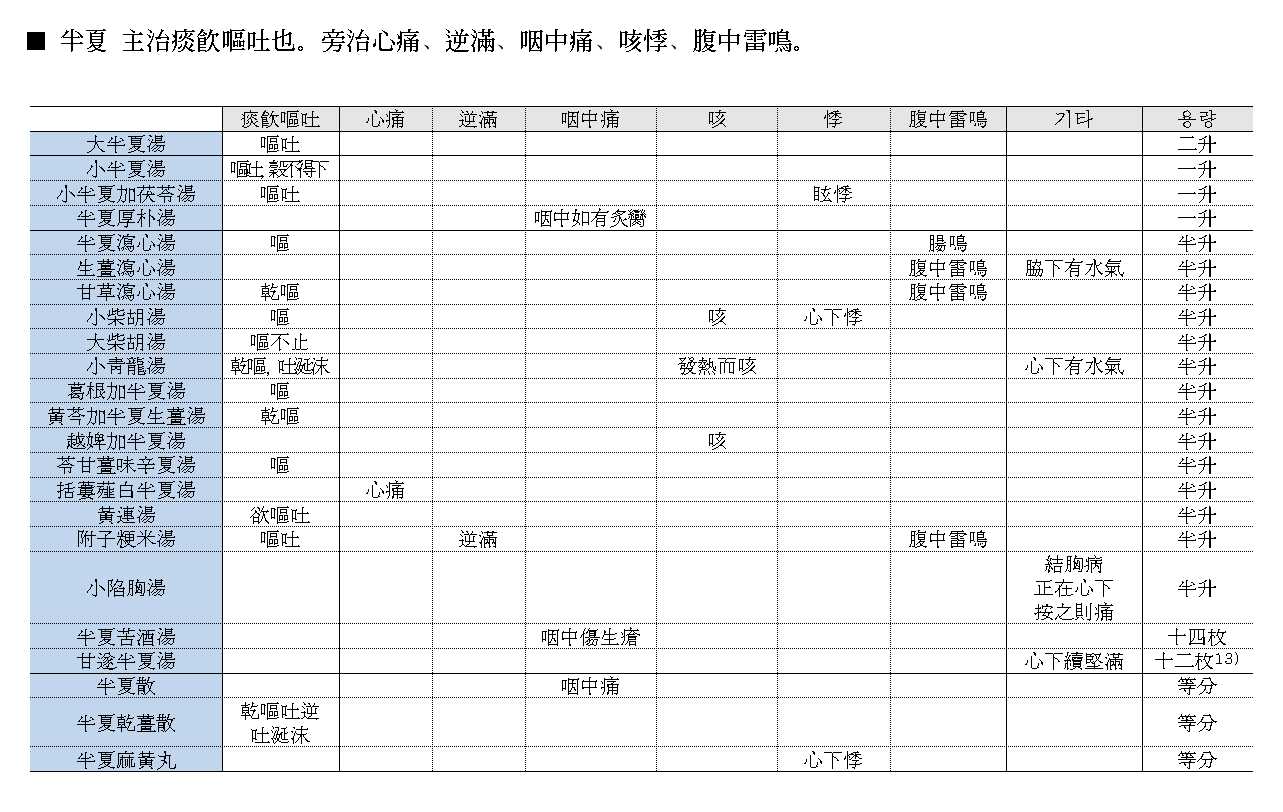 ■ 半夏 主治痰飮嘔吐也。旁治心痛、逆滿、咽中痛、咳悸、腹中雷鳴。
痰飮嘔吐 心痛 逆滿 咽中痛 咳 悸 腹中雷鳴 기타 용량
大半夏湯 嘔吐 二升
小半夏湯 嘔吐, 穀不得下 一升
小半夏加茯苓湯 嘔吐 眩悸 一升
半夏厚朴湯 咽中如有炙臠 一升
半夏瀉心湯 嘔 腸鳴 半升
生薑瀉心湯 腹中雷鳴 脇下有水氣 半升
甘草瀉心湯 乾嘔 腹中雷鳴 半升
小柴胡湯 嘔 咳 心下悸 半升
大柴胡湯 嘔不止 半升
小靑龍湯 乾嘔, 吐涎沫 發熱而咳 心下有水氣 半升
葛根加半夏湯 嘔 半升
黃芩加半夏生薑湯 乾嘔 半升
越婢加半夏湯 咳 半升
苓甘薑味辛夏湯 嘔 半升
括蔞薤白半夏湯 心痛 半升
黃連湯 欲嘔吐 半升
附子粳米湯 嘔吐 逆滿 腹中雷鳴 半升
小陷胸湯 結胸病 半升
正在心下
按之則痛
半夏苦酒湯 咽中傷生瘡 十四枚
甘遂半夏湯 心下續堅滿 十二枚13)
半夏散 咽中痛 等分
半夏乾薑散 乾嘔吐逆 等分
吐涎沫
半夏麻黃丸 心下悸 等分